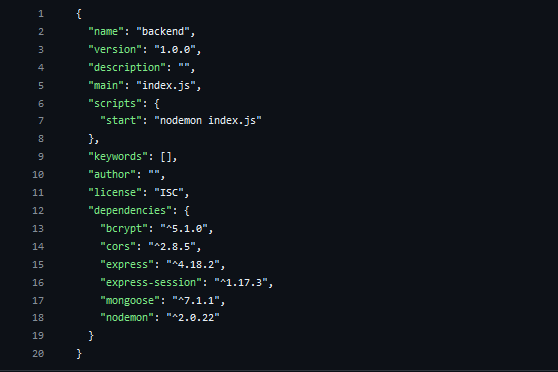 1 {
2   "name": "backend",
3   "version": "1.0.0",
4   "description": "",
5   "main": "index.js",
6   "scripts": {
7     "start": "nodemon index.js"
8   },
9   "keywords": [],
10   "author": "",
11   "license": "ISC",
12   "dependencies": {
13     "bcrypt": "^5.1.0",
14     "cors": "^2.8.5",
15     "express": "^4.18.2",
16     "express-session": "^1.17.3",
17     "mongoose": "^7.1.1",
18     "nodemon": "^2.0.22"
19   }
20 }